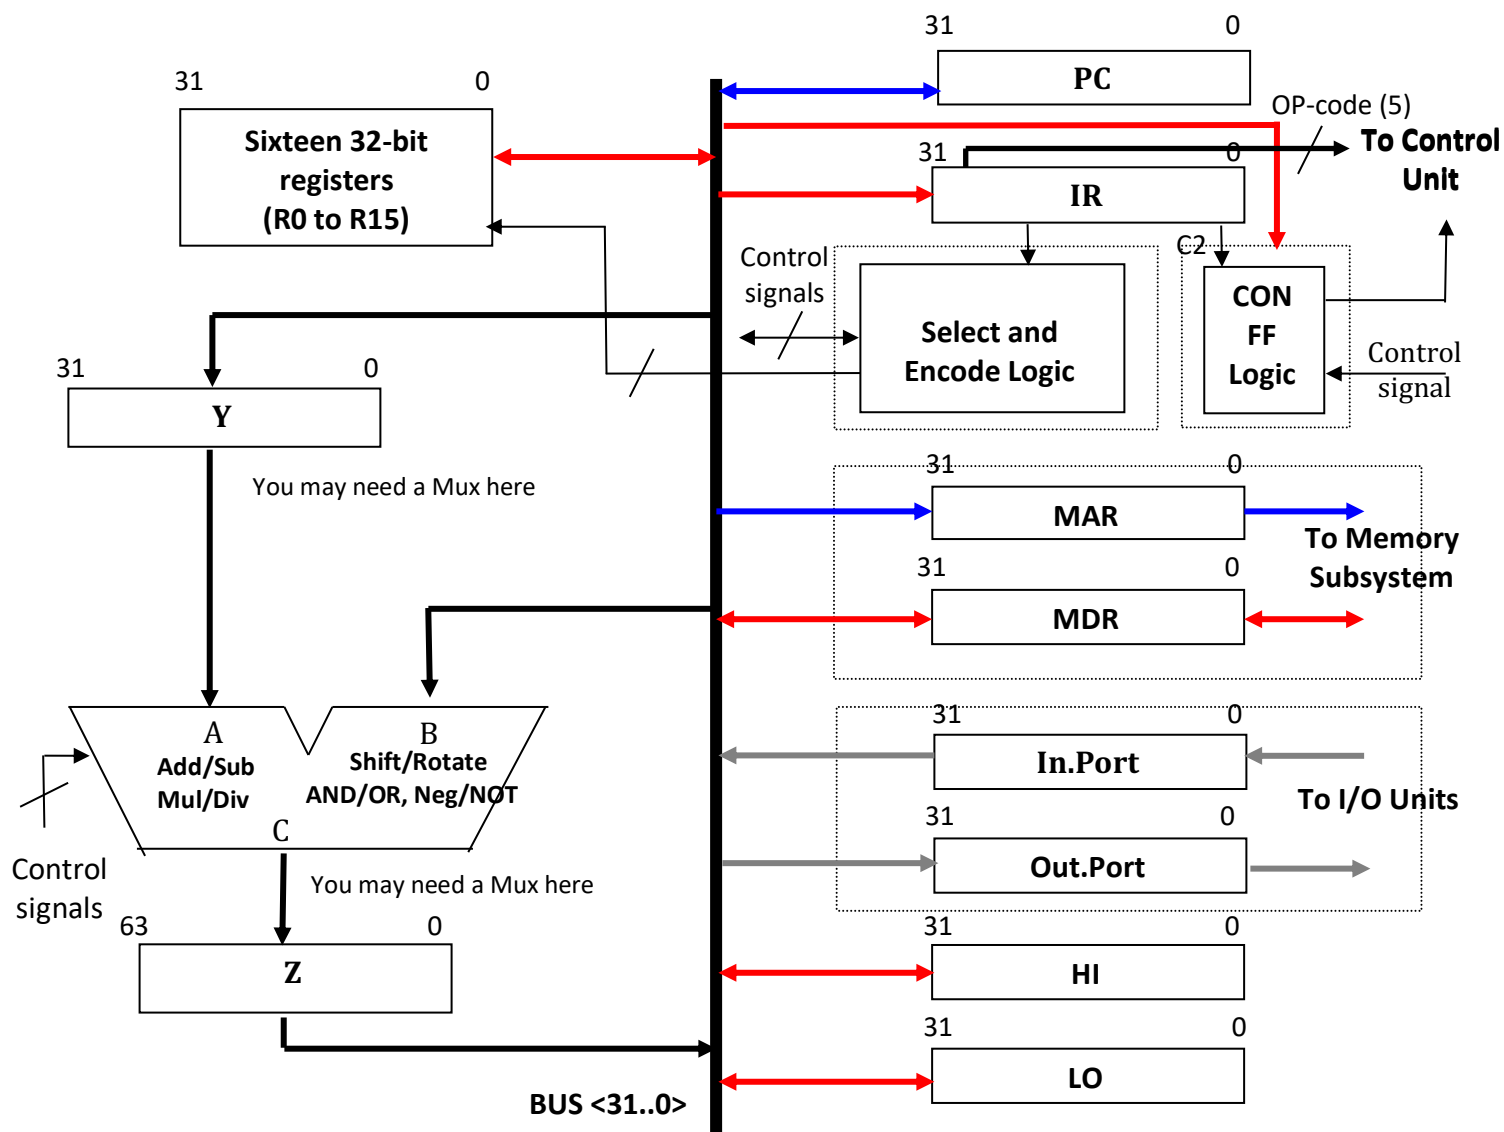 31 0
PC
31 0
Sixteen 32-bit
registers
(R0 to R15)
OP-code (5)
To Control
Unit
31 0
IR
C2
Control
signals
Select and
Encode Logic
CON
FF
Logic
Control
signal
31 0
Y
You may need a Mux here
31 0
MAR
To Memory
Subsystem
31 0
MDR
A
Add/Sub
Mul/Div
B
Shift/Rotate
AND/OR, Neg/NOT
C
Control
signals
You may need a Mux here
31 0
In.Port
To I/O Units
31 0
Out.Port
63 0
Z
31 0
HI
31 0
LO
BUS <31..0>